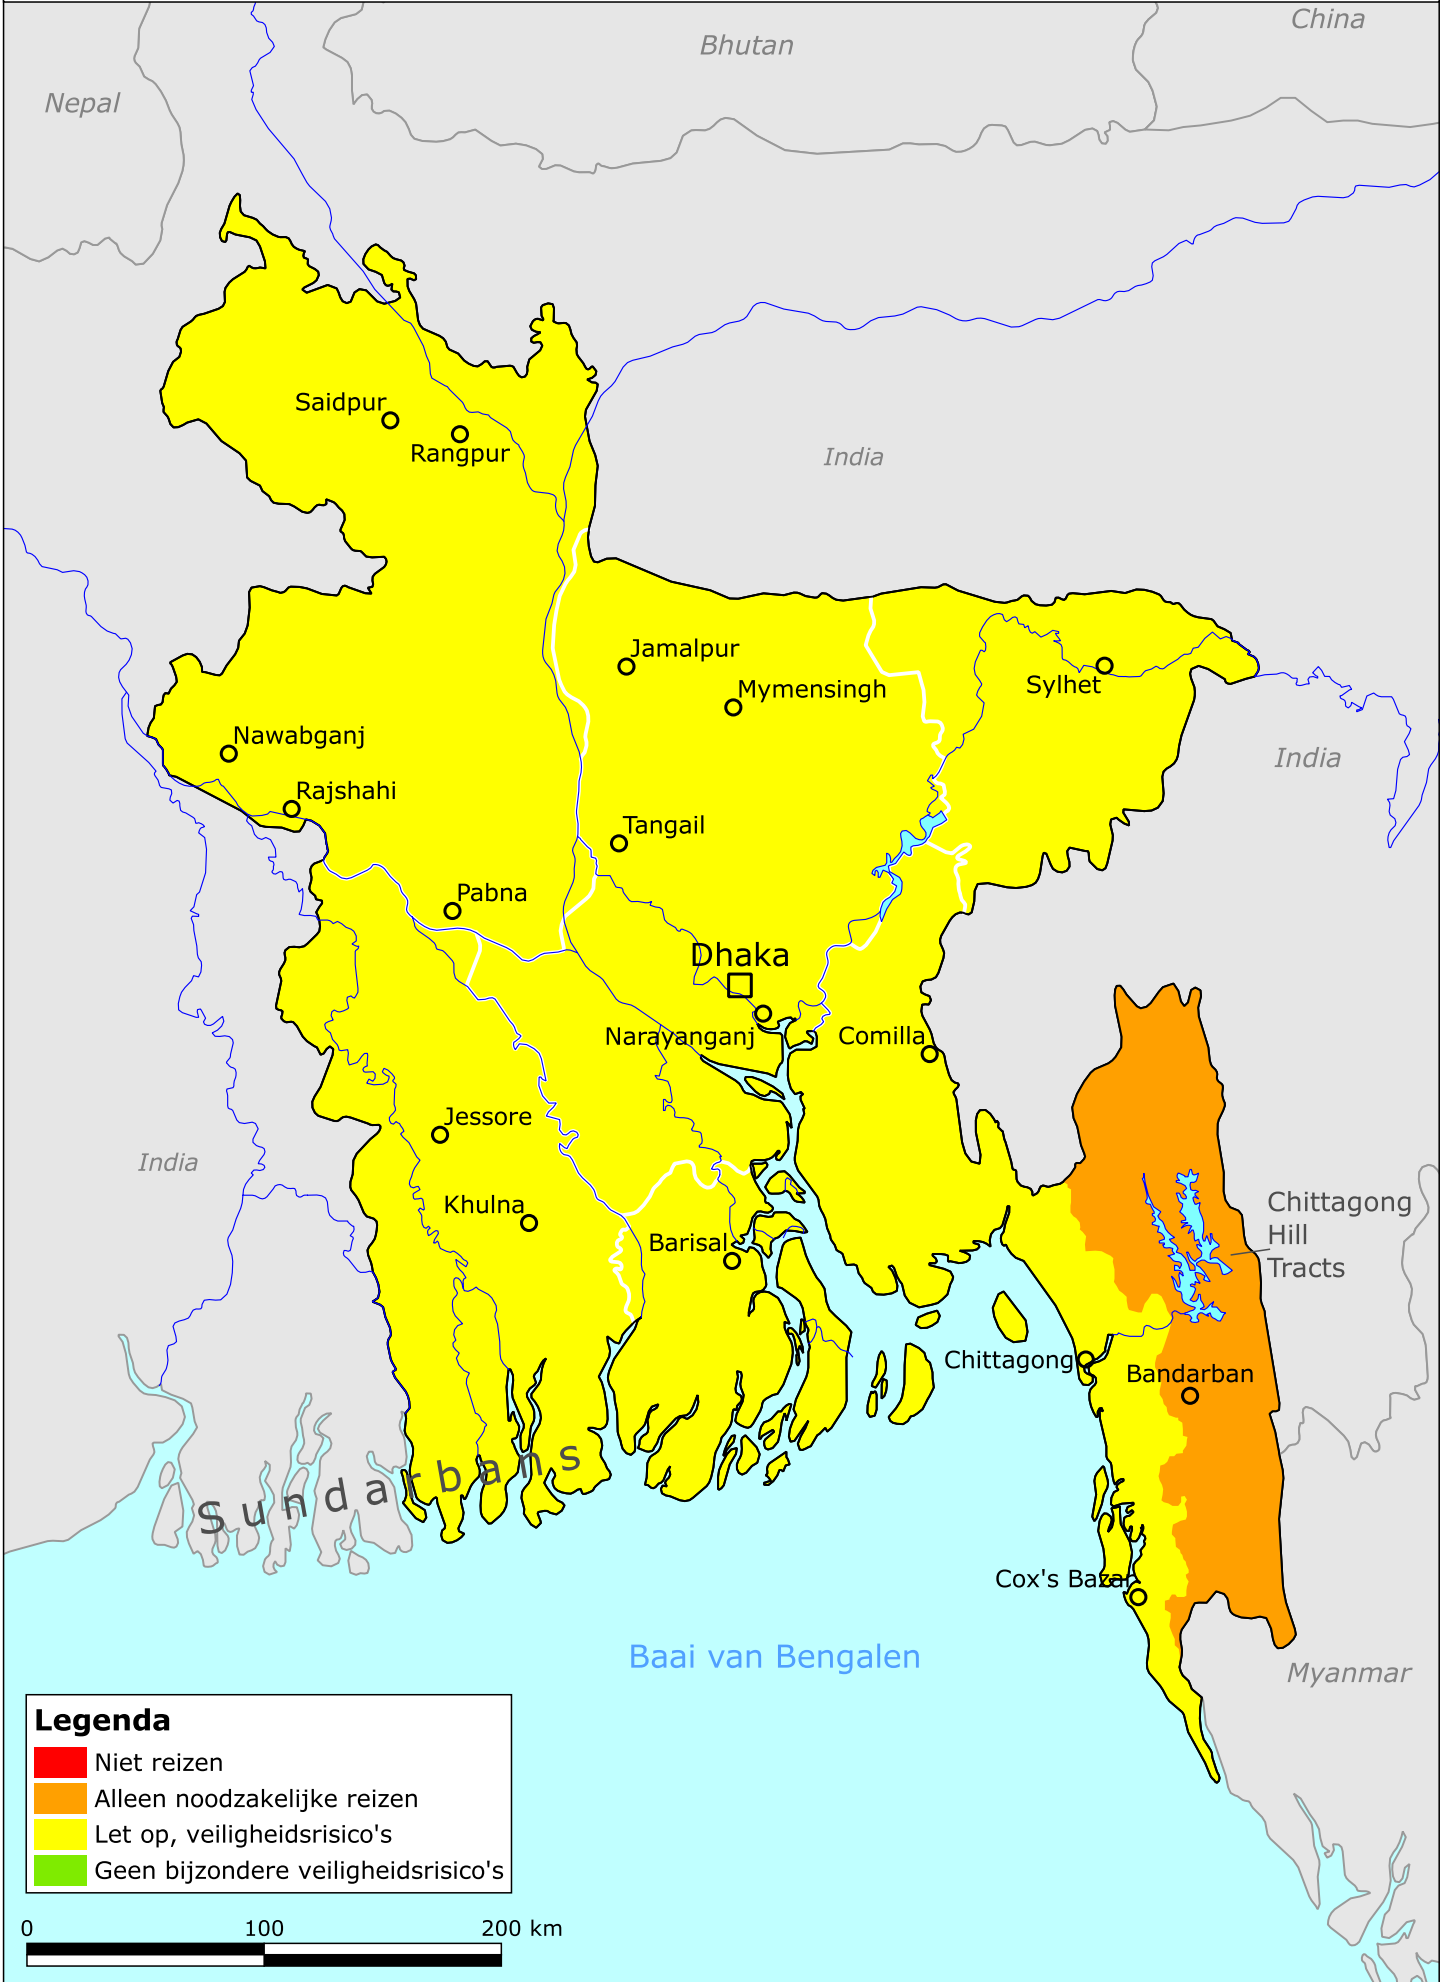 China
Bhutan
Nepal
Saidpur
Rangpur
India
Jamalpur
Mymensingh
Sylhet
Nawabganj
India
Rajshahi
Tangail
Pabna
Dhaka
Narayanganj
Comilla
Jessore
India
Khulna
Barisal
Chittagong
Hill
Tracts
Chittagong
Bandarban
Sundarbans
Cox's Bazar
Baai van Bengalen
Myanmar
Legenda
Niet reizen
Alleen noodzakelijke reizen
Let op, veiligheidsrisico's
Geen bijzondere veiligheidsrisico's
0 100 200 km